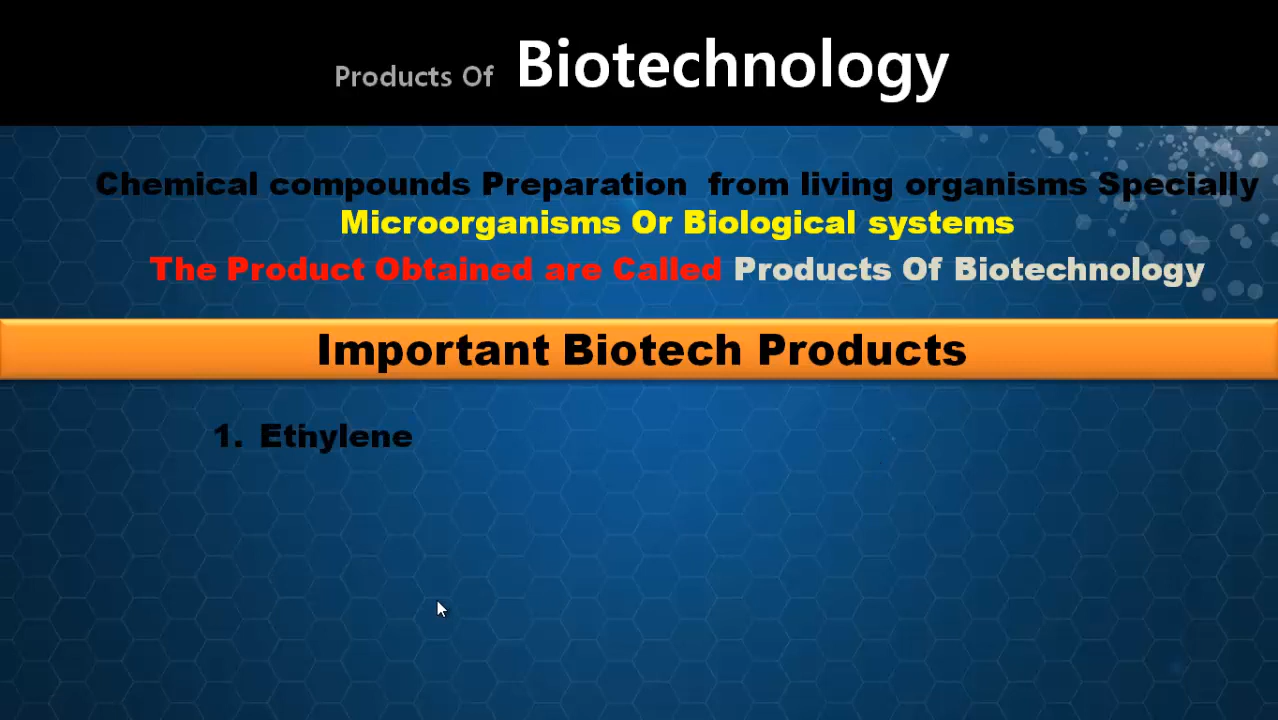 Products Of Biotechnology
Chemical compounds Preparation from living organisms Specially
Microorganisms Or Biological systems
The Product Obtained are Called Products Of Biotechnology
Important Biotech Products
1. Ethylene